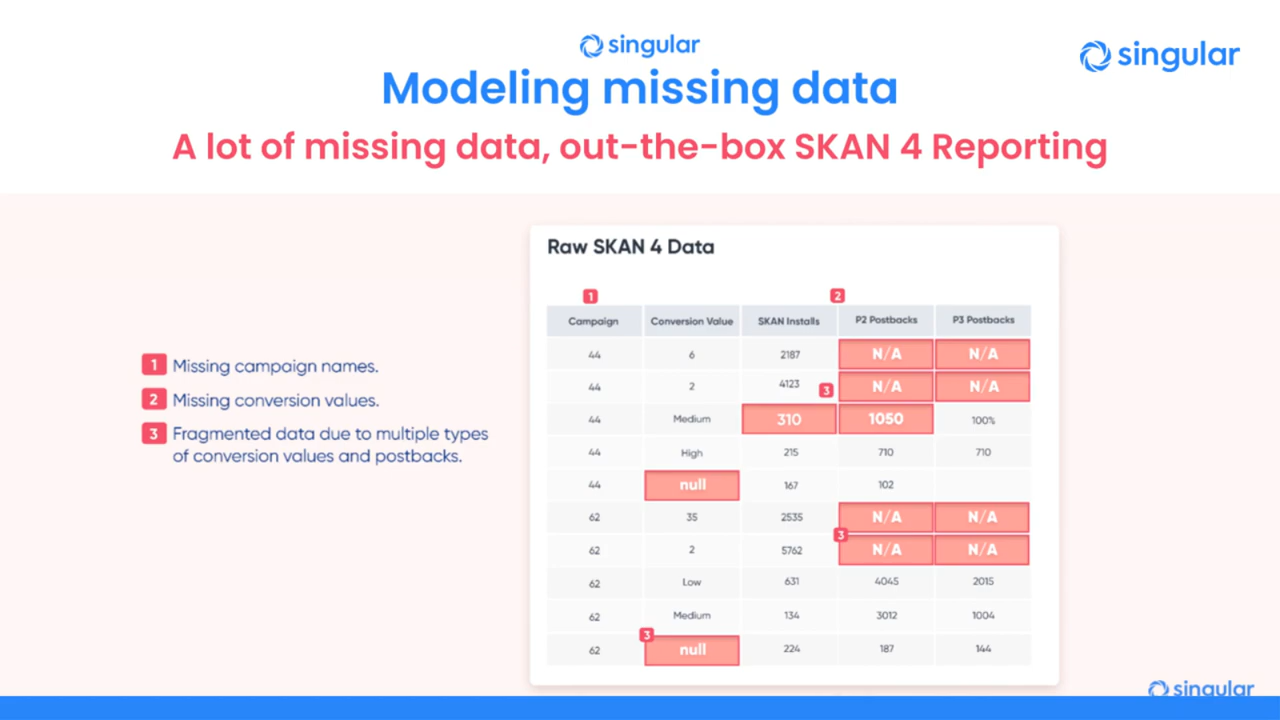 singular
singular
Modeling missing data
A lot of missing data, out-the-box SKAN 4 Reporting
1 Missing campaign names.
2 Missing conversion values.
3 Fragmented data due to multiple types
of conversion values and postbacks.
Raw SKAN 4 Data
1 2
Campaign Conversion Value SKAN Installs P2 Postbacks P3 Postbacks
44 6 2187 N/A N/A
44 2 4123 3 N/A N/A
44 Medium 310 1050 100%
44 High 215 710 710
44 null 167 102
62 35 2535 N/A N/A
3
62 2 5762 N/A N/A
62 Low 631 4045 2015
62 Medium 134 3012 1004
3
62 null 224 187 144
singular